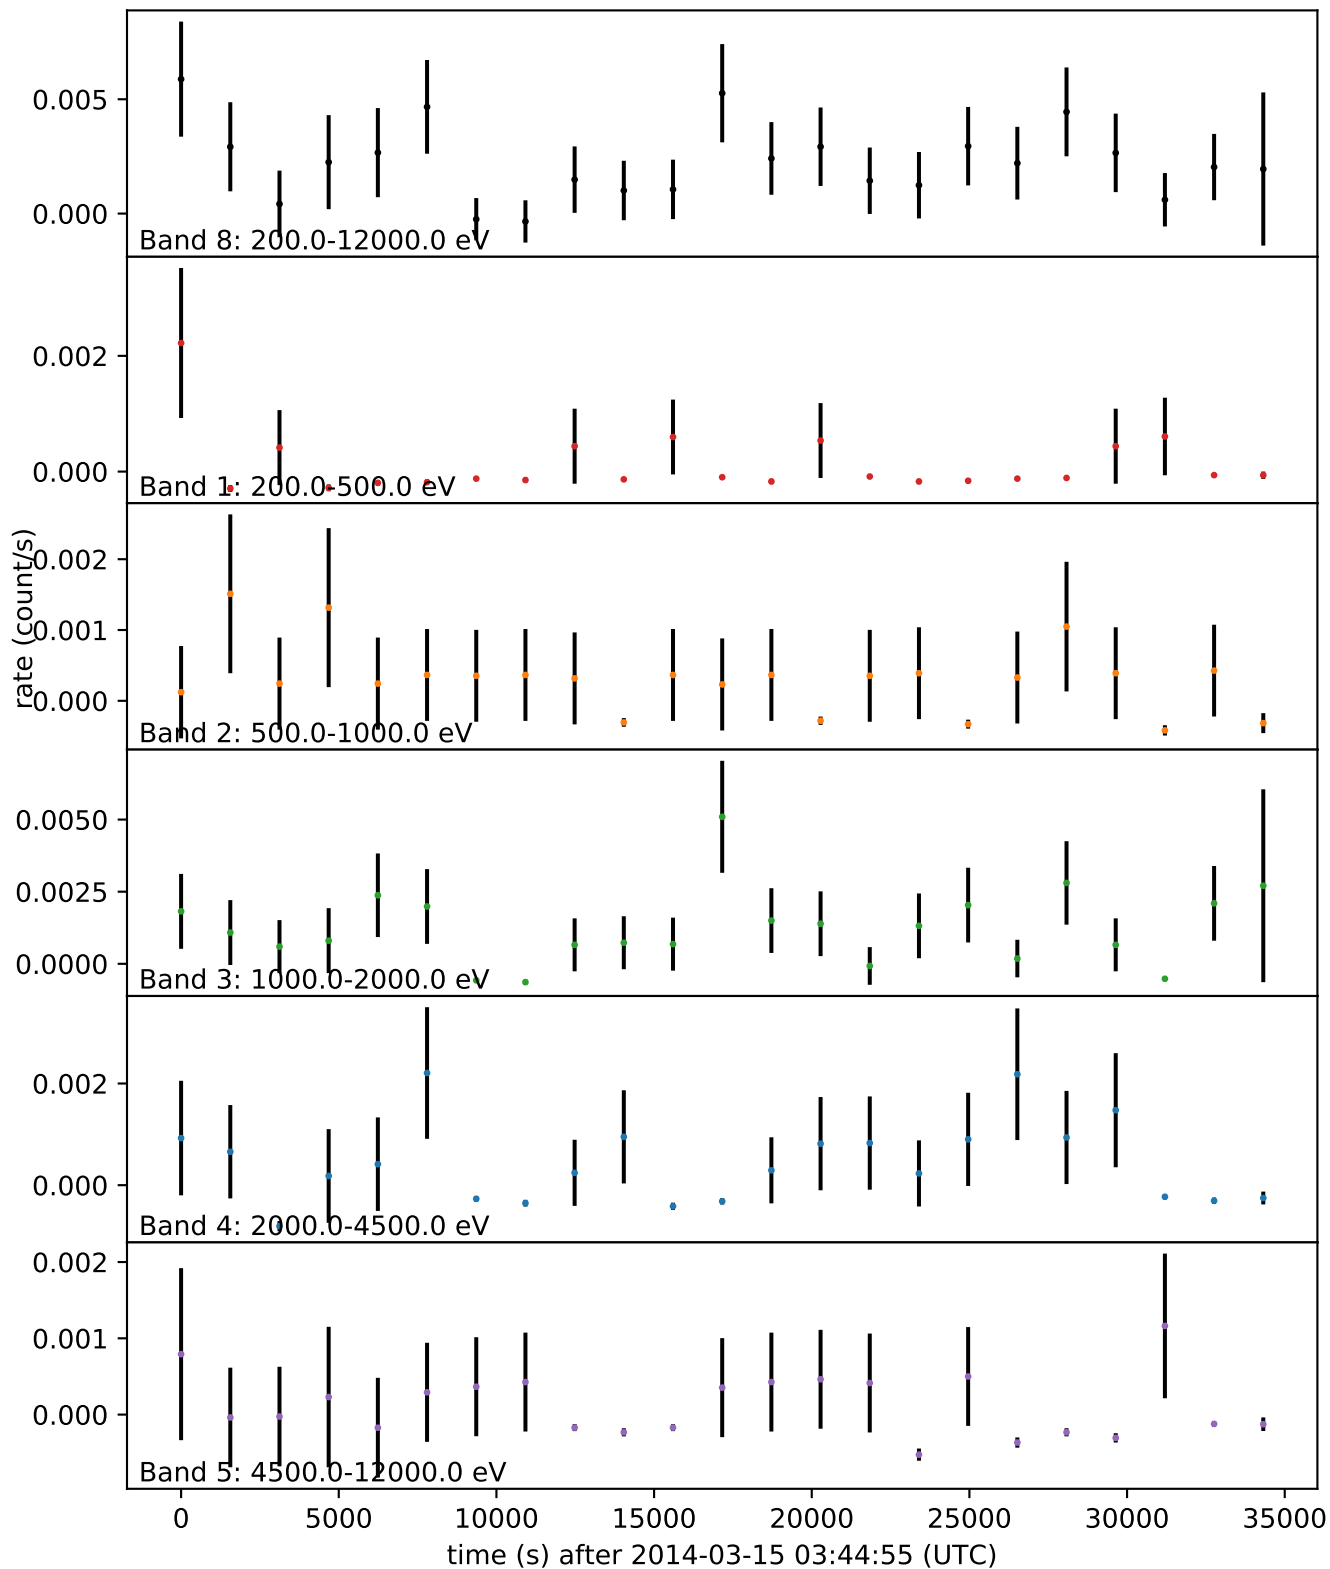 0.005
0.000
Band 8: 200.0-12000.0 eV
0.002
0.000
Band 1: 200.0-500.0 eV
rate (count/s)
0.002
0.001
0.000
Band 2: 500.0-1000.0 eV
0.0050
0.0025
0.0000
Band 3: 1000.0-2000.0 eV
0.002
0.000
Band 4: 2000.0-4500.0 eV
0.002
0.001
0.000
Band 5: 4500.0-12000.0 eV
0 5000 10000 15000 20000 25000 30000 35000
time (s) after 2014-03-15 03:44:55 (UTC)